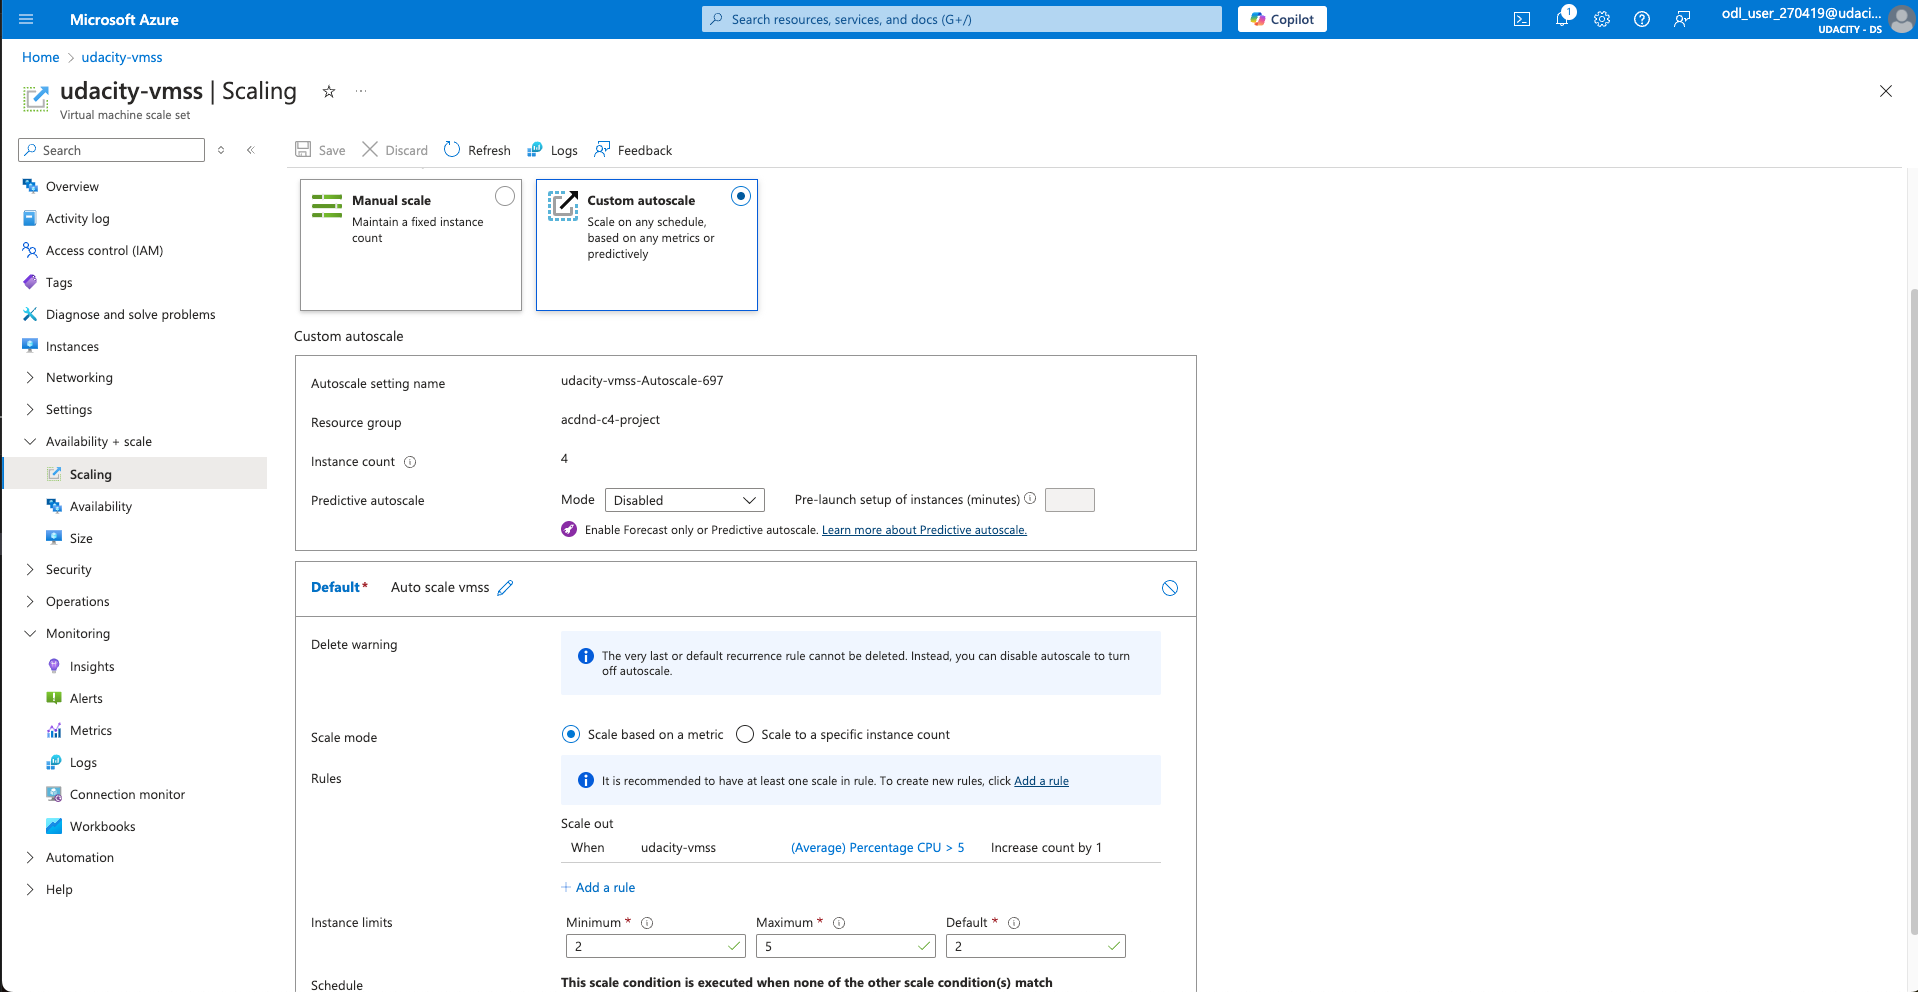 Microsoft Azure
Search resources, services, and docs (G+/)
Copilot
1
odl_user_270419@udaci...
UDACITY - DS
Home > udacity-vmss
udacity-vmss | Scaling
Virtual machine scale set
Search
Save
Discard
Refresh
Logs
Feedback
Overview
Activity log
Access control (IAM)
Tags
Diagnose and solve problems
Instances
Networking
Settings
Availability + scale
Scaling
Availability
Size
Security
Operations
Monitoring
Insights
Alerts
Metrics
Logs
Connection monitor
Workbooks
Automation
Help
Manual scale
Maintain a fixed instance
count
Custom autoscale
Scale on any schedule,
based on any metrics or
predictively
Custom autoscale
Autoscale setting name udacity-vmss-Autoscale-697
Resource group acdnd-c4-project
Instance count 4
Predictive autoscale Mode Disabled Pre-launch setup of instances (minutes)
Enable Forecast only or Predictive autoscale. Learn more about Predictive autoscale.
Default* Auto scale vmss
Delete warning
The very last or default recurrence rule cannot be deleted. Instead, you can disable autoscale to turn
off autoscale.
Scale mode Scale based on a metric Scale to a specific instance count
Rules It is recommended to have at least one scale in rule. To create new rules, click Add a rule
Scale out
When udacity-vmss (Average) Percentage CPU > 5 Increase count by 1
+ Add a rule
Instance limits Minimum * Maximum * Default *
2 5 2
Schedule This scale condition is executed when none of the other scale condition(s) match